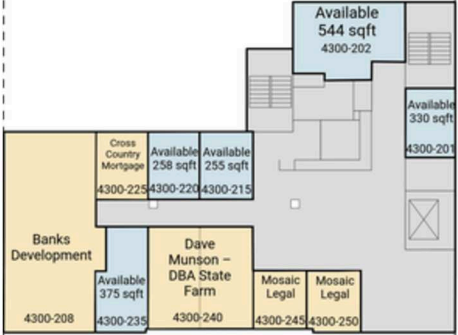 Available
544 sqft
4300-202
Available
330 sqft
4300-201
Cross
Country
Mortgage
4300-225
Available
258 sqft
4300-220
Available
255 sqft
4300-215
Banks
Development
4300-208
Available
375 sqft
4300-235
Dave
Munson –
DBA State
Farm
4300-240
Mosaic
Legal
4300-245
Mosaic
Legal
4300-250